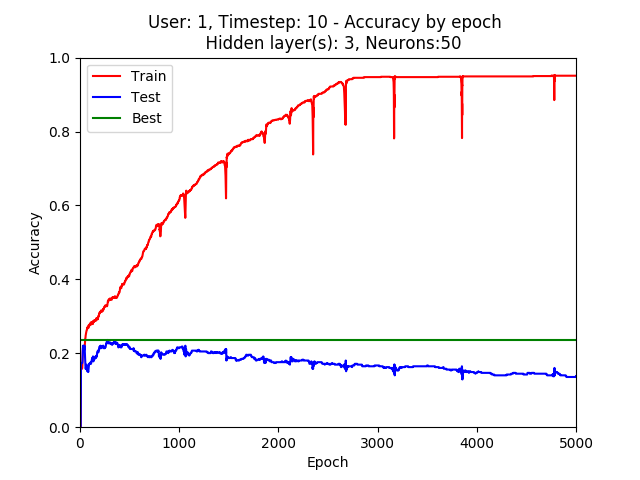 User: 1, Timestep: 10 - Accuracy by epoch
Hidden layer(s): 3, Neurons:50
1.0
0.8
0.6
0.4
0.2
0.0
Accuracy
Train
Test
Best
0
1000
2000
3000
4000
5000
Epoch